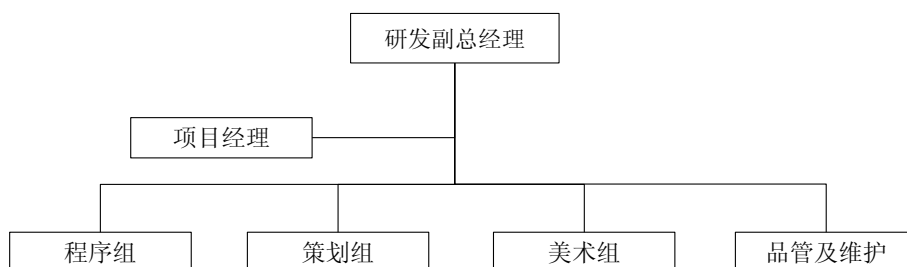 研发副总经理
项目经理
程序组
策划组
美术组
品管及维护